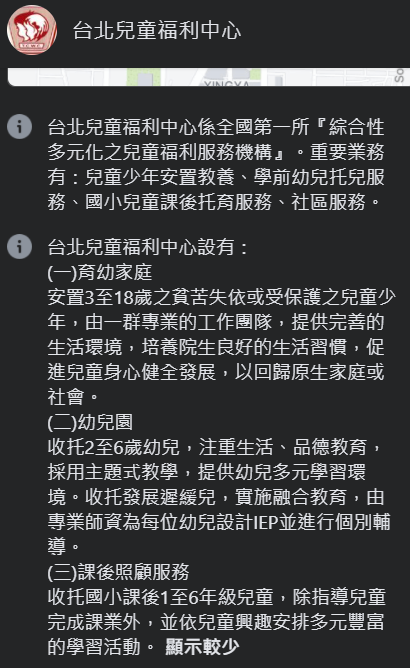 台北兒童福利中心
XINGYA
So
台北兒童福利中心係全國第一所『綜合性
多元化之兒童福利服務機構』。重要業務
有：兒童少年安置教養、學前幼兒托兒服
務、國小兒童課後托育服務、社區服務。
台北兒童福利中心設有：
(一)育幼家庭
安置3至18歲之貧苦失依或受保護之兒童少
年，由一群專業的工作團隊，提供完善的
生活環境，培養院生良好的生活習慣，促
進兒童身心健全發展，以回歸原生家庭或
社會。
(二)幼兒園
收托2至6歲幼兒，注重生活、品德教育，
採用主題式教學，提供幼兒多元學習環
境。收托發展遲緩兒，實施融合教育，由
專業師資為每位幼兒設計IEP並進行個別輔
導。
(三)課後照顧服務
收托國小課後1至6年級兒童，除指導兒童
完成課業外，並依兒童興趣安排多元豐富
的學習活動。 顯示較少